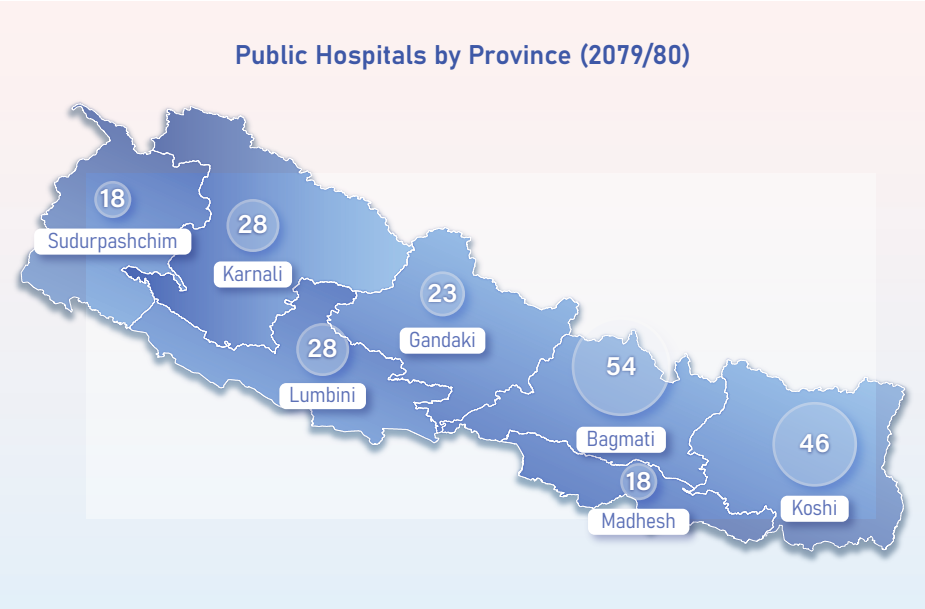 Public Hospitals by Province (2079/80)
18
Sudurpashchim
28
Karnali
23
Gandaki
28
Lumbini
54
Bagmati
46
Koshi
18
Madhesh